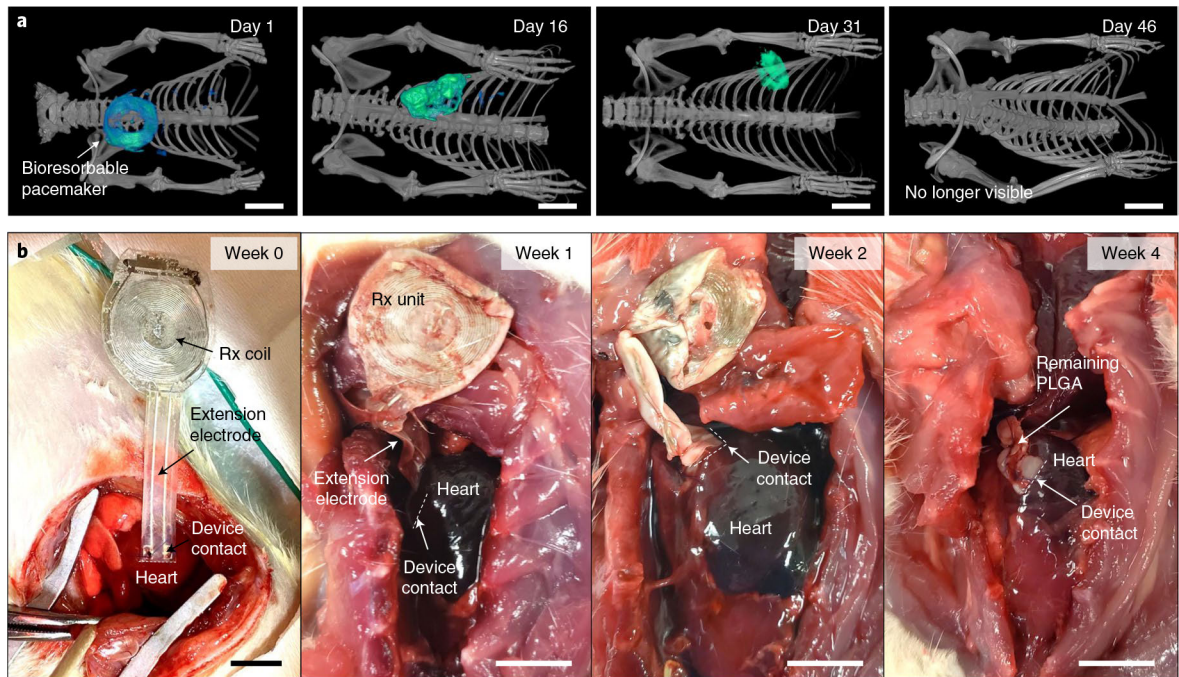 a
Day 1
Bioresorbable
pacemaker
Day 16
Day 31
Day 46
No longer visible
b
Week 0
Rx coil
Extension
electrode
Device
contact
Heart
Week 1
Rx unit
Extension
electrode
Heart
Device
contact
Week 2
Device
contact
Heart
Week 4
Remaining
PLGA
Heart
Device
contact